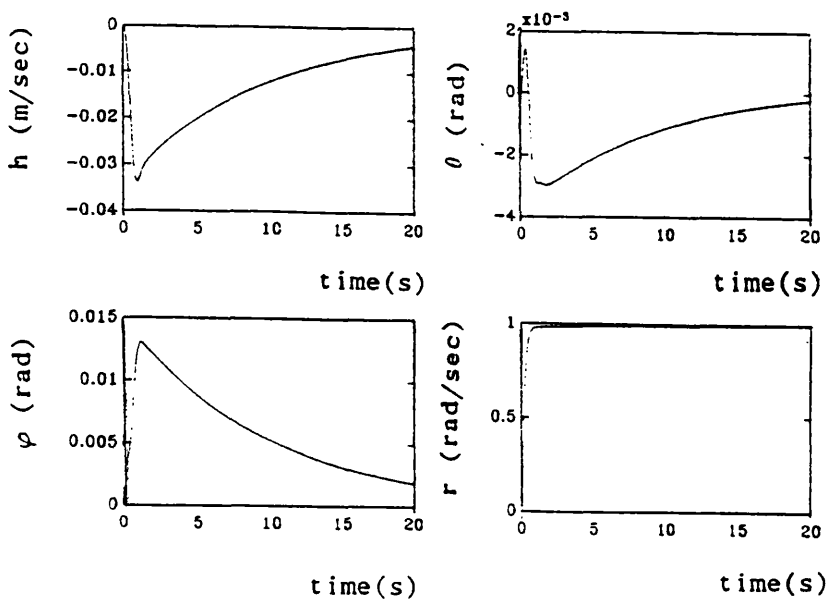 h (m/sec)
0
-0.01
-0.02
-0.03
-0.04
0 5 10 15 20
time(s)
θ (rad)
x10-3
2
0
-2
-4
0 5 10 15 20
time(s)
φ (rad)
0.015
0.01
0.005
0
0 5 10 15 20
time(s)
r (rad/sec)
1
0.5
0
0 5 10 15 20
time(s)